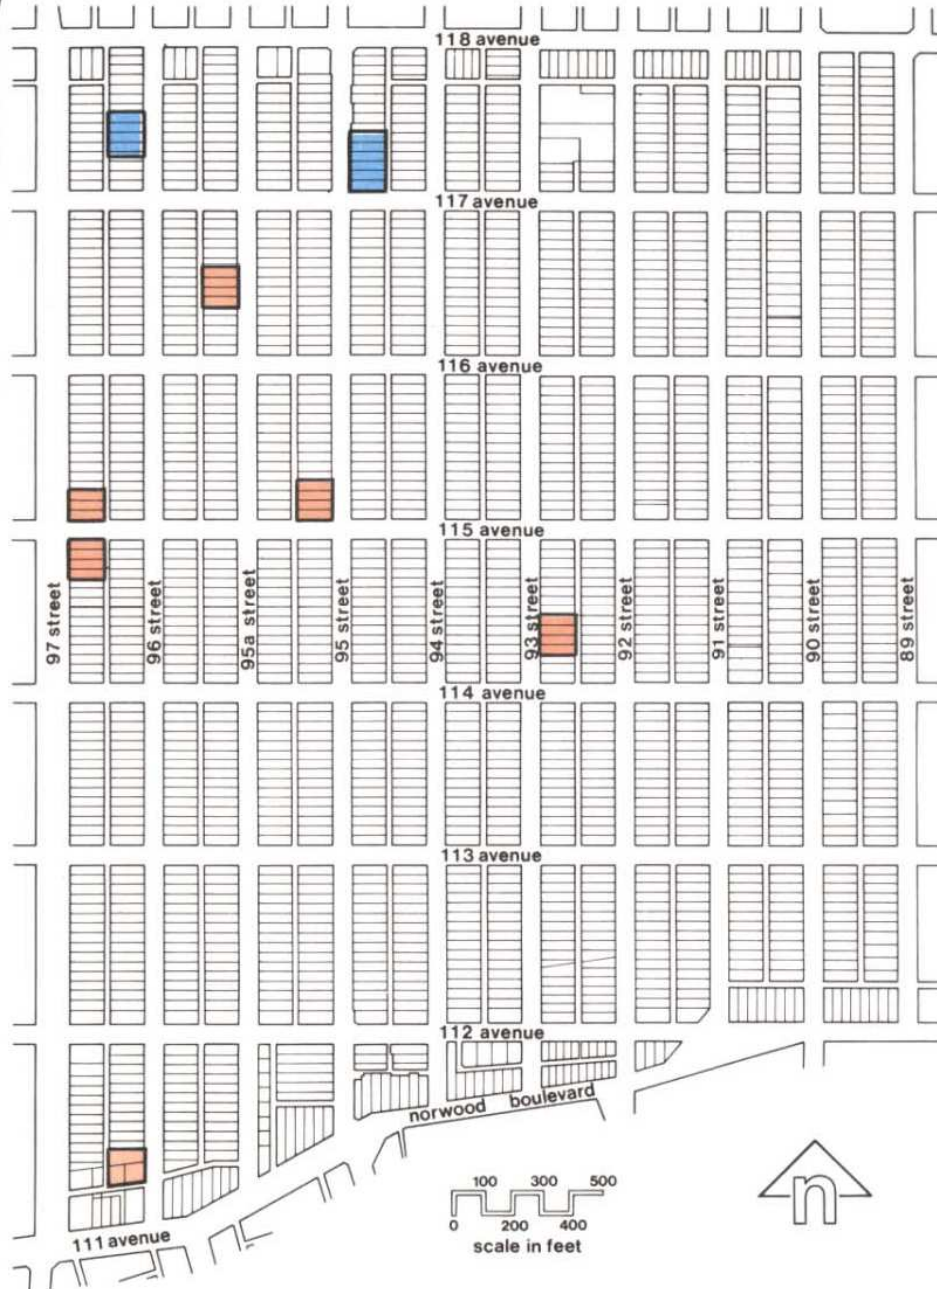 118 avenue
117 avenue
116 avenue
115 avenue
97 street
96 street
95a street
95 street
94 street
93 street
92 street
91 street
90 street
89 street
114 avenue
113 avenue
112 avenue
norwood boulevard
111 avenue
100 300 500
0 200 400
scale in feet
n